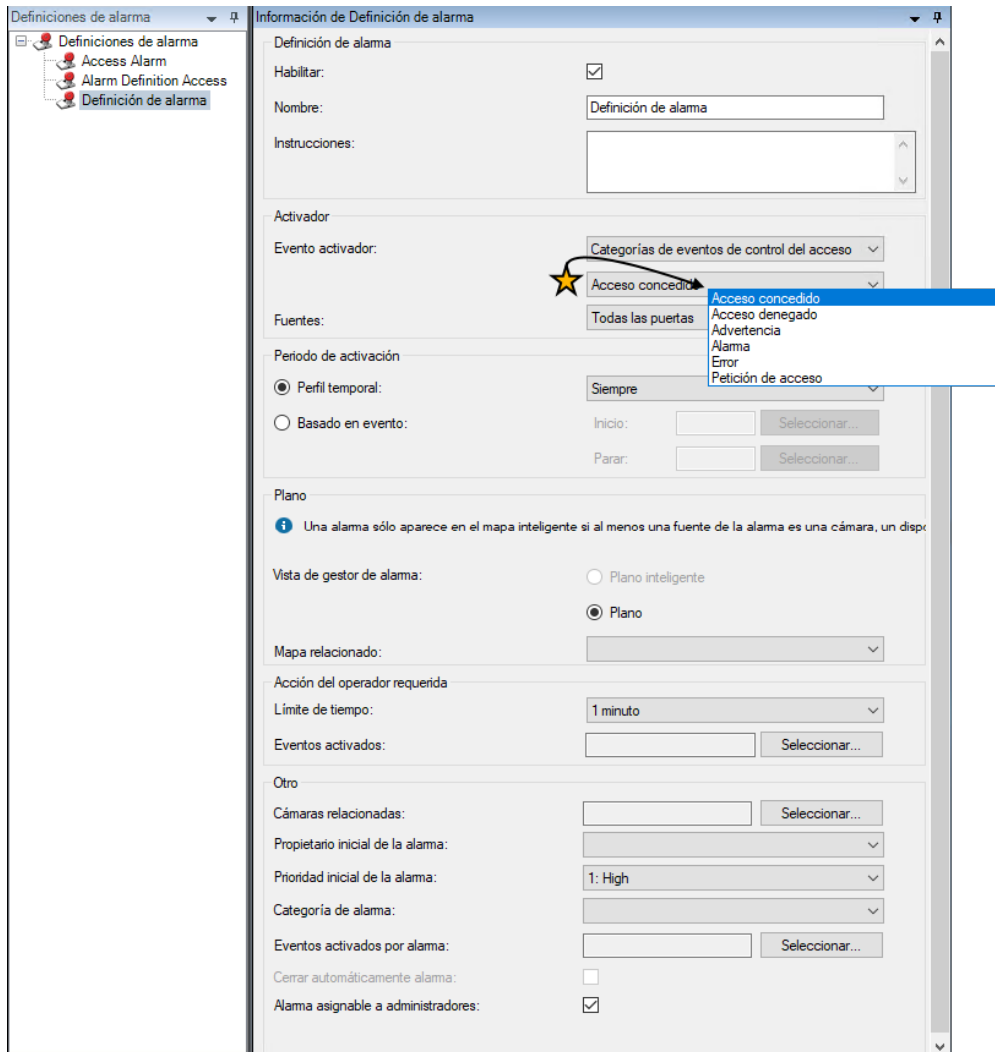 Definiciones de alarma
Definiciones de alarma
Access Alarm
Alarm Definition Access
Definición de alarma
Información de Definición de alarma
Definición de alarma
Habilitar:
Nombre: Definición de alarma
Instrucciones:
Activador
Evento activador: Categorías de eventos de control del acceso
Acceso concedido
Acceso concedido
Acceso denegado
Advertencia
Alarma
Error
Petición de acceso
Fuentes: Todas las puertas
Periodo de activación
Perfil temporal: Siempre
Basado en evento: Inicio: Seleccionar...
Parar: Seleccionar...
Plano
Una alarma sólo aparece en el mapa inteligente si al menos una fuente de la alarma es una cámara, un dispo
Vista de gestor de alarma: Plano inteligente
Plano
Mapa relacionado:
Acción del operador requerida
Límite de tiempo: 1 minuto
Eventos activados: Seleccionar...
Otro
Cámaras relacionadas: Seleccionar...
Propietario inicial de la alarma:
Prioridad inicial de la alarma: 1: High
Categoría de alarma:
Eventos activados por alarma: Seleccionar...
Cerrar automáticamente alarma:
Alarma asignable a administradores: